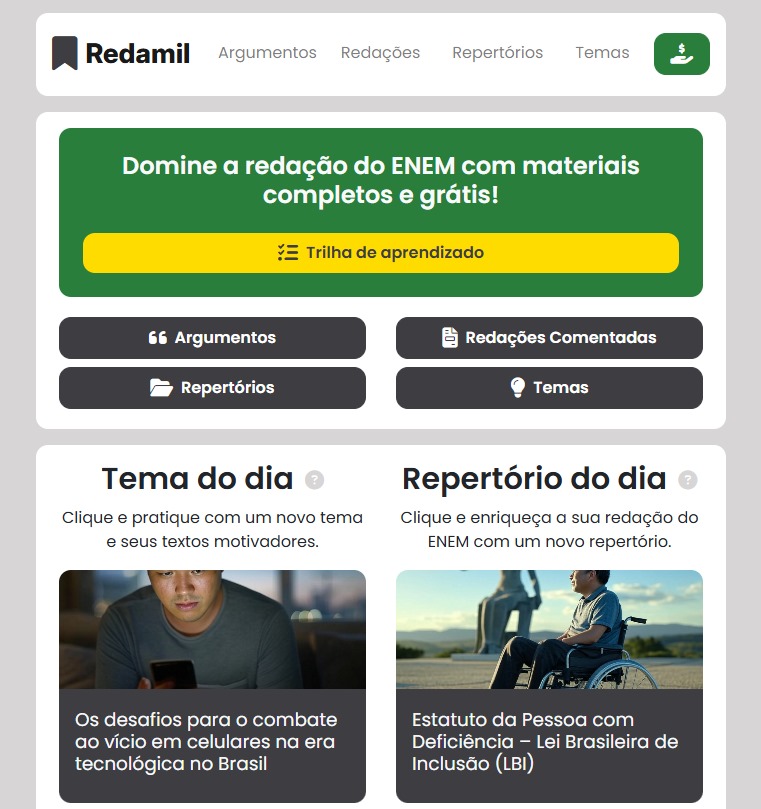 Redamil
Argumentos
Redações
Repertórios
Temas
$
Domine a redação do ENEM com materiais
completos e grátis!
Trilha de aprendizado
Argumentos
Redações Comentadas
Repertórios
Temas
Tema do dia ?
Clique e pratique com um novo tema
e seus textos motivadores.
Repertório do dia ?
Clique e enriqueça a sua redação do
ENEM com um novo repertório.
Os desafios para o combate
ao vício em celulares na era
tecnológica no Brasil
Estatuto da Pessoa com
Deficiência – Lei Brasileira de
Inclusão (LBI)